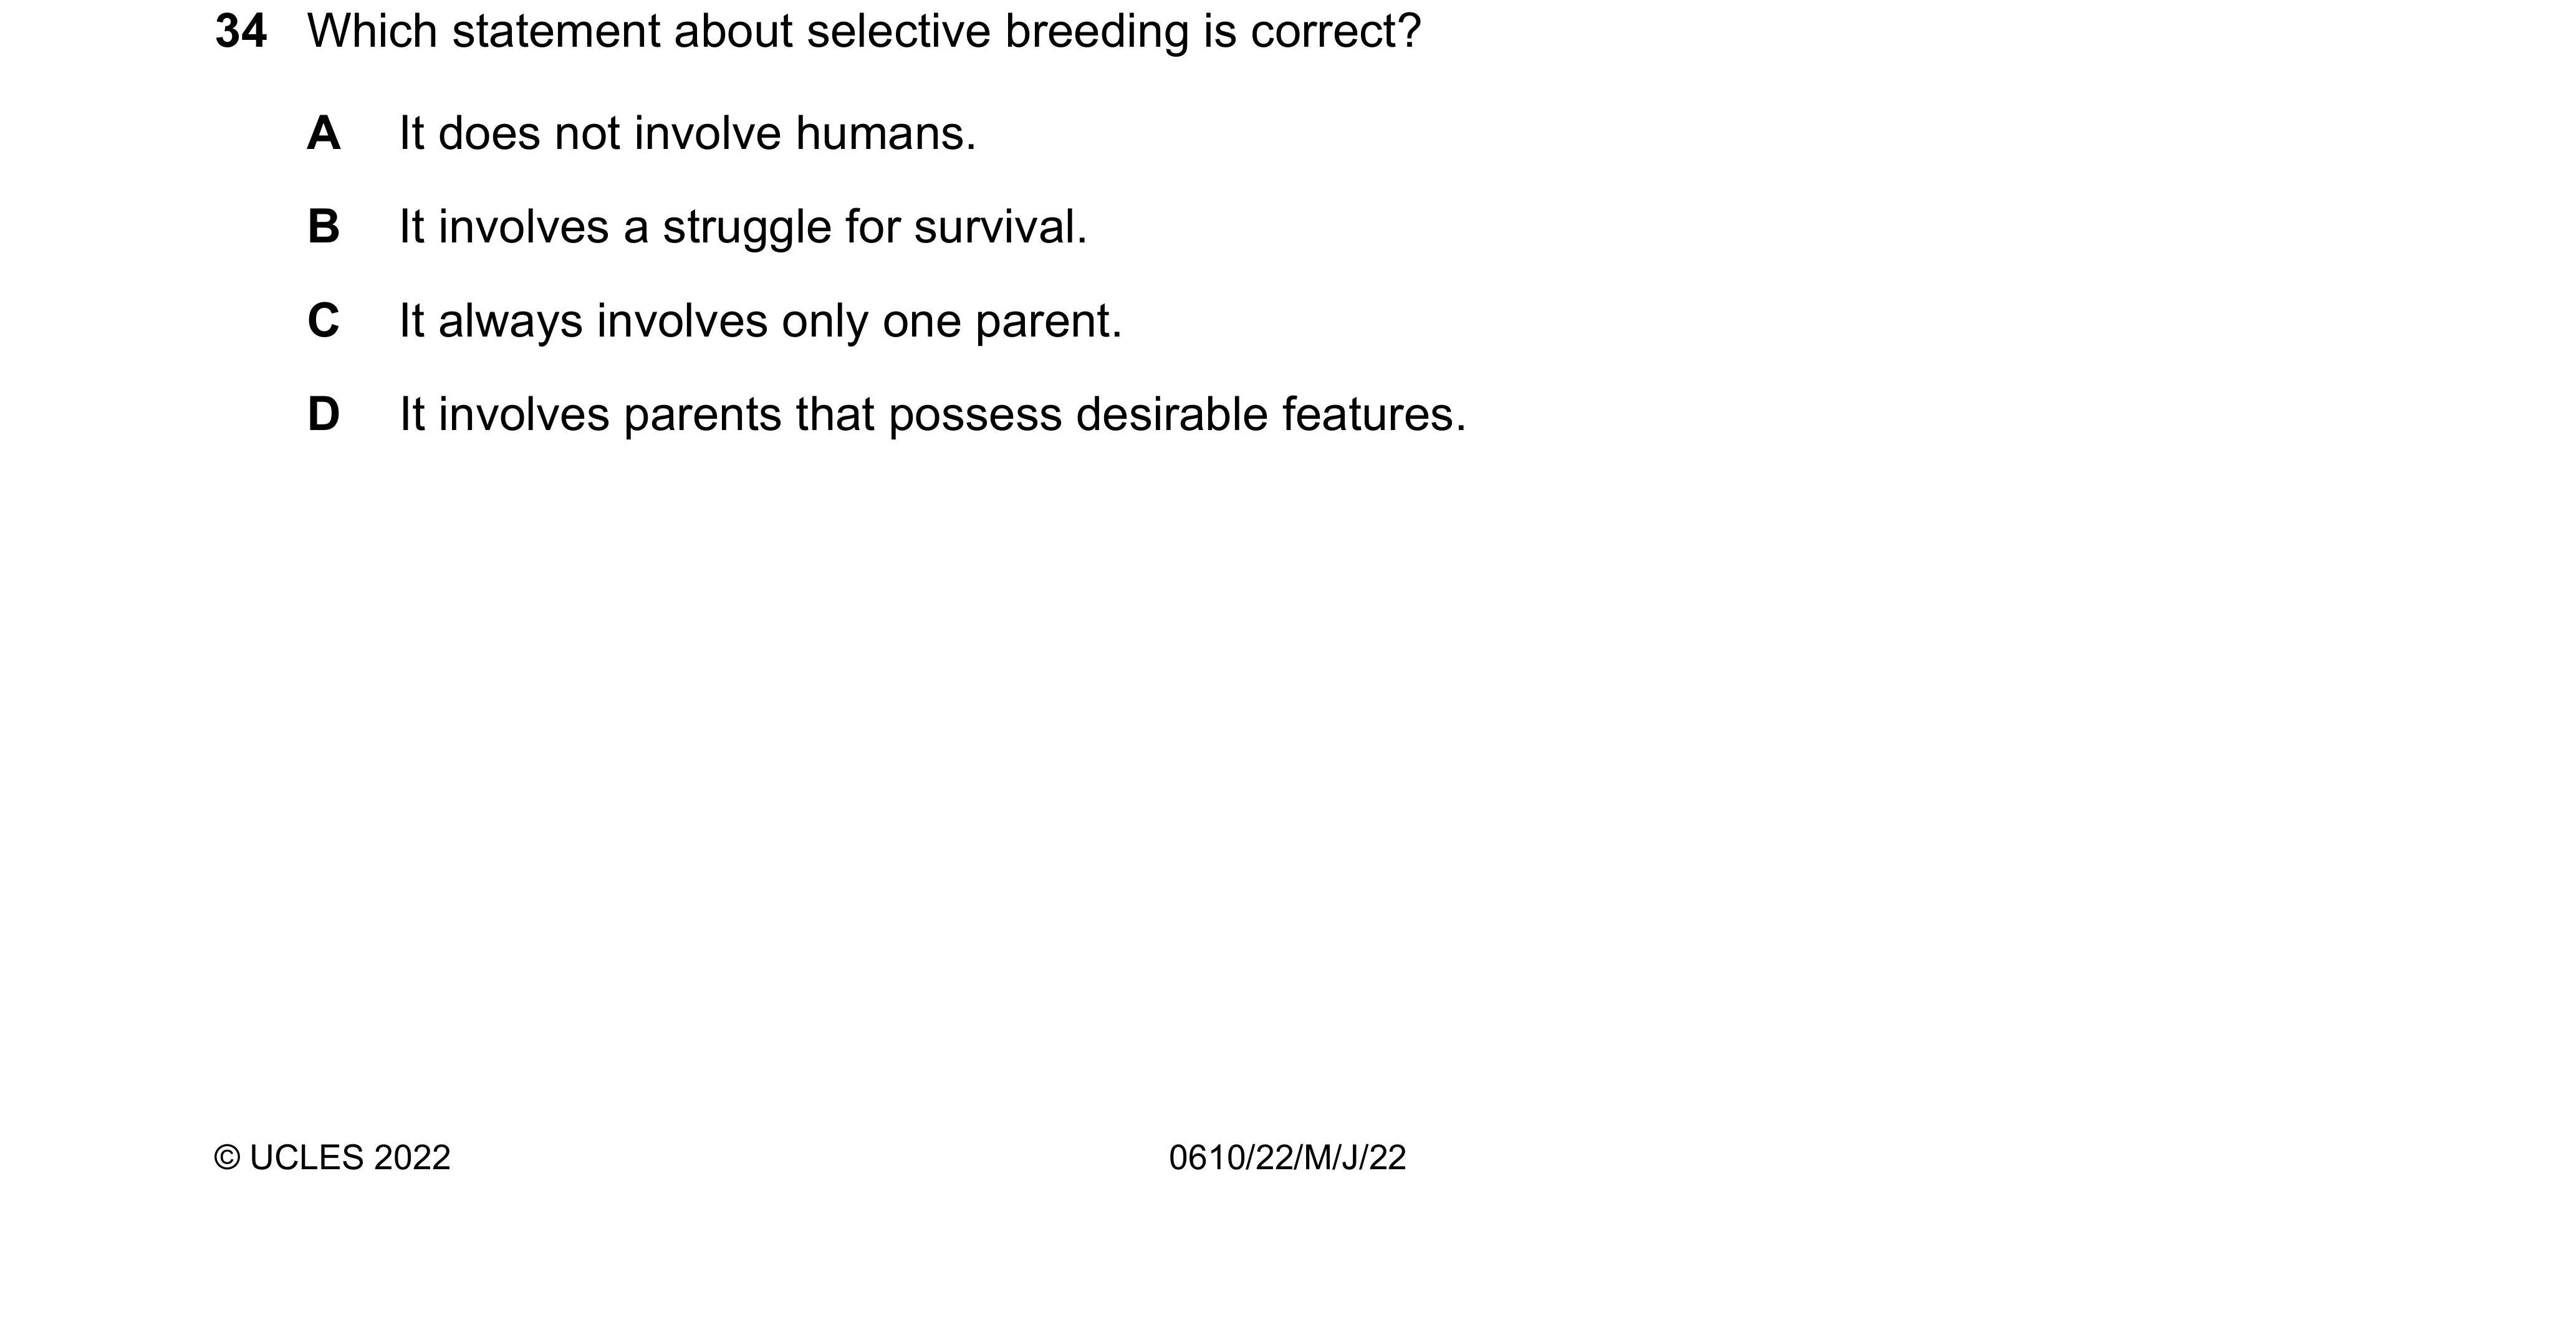 34 Which statement about selective breeding is correct?
A It does not involve humans.
B It involves a struggle for survival.
C It always involves only one parent.
D It involves parents that possess desirable features.
© UCLES 2022 0610/22/M/J/22